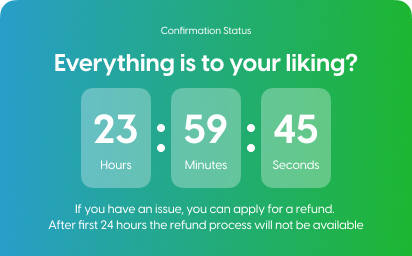 Confirmation Status
Everything is to your liking?
23 : 59 : 45
Hours Minutes Seconds
If you have an issue, you can apply for a refund.
After first 24 hours the refund process will not be available